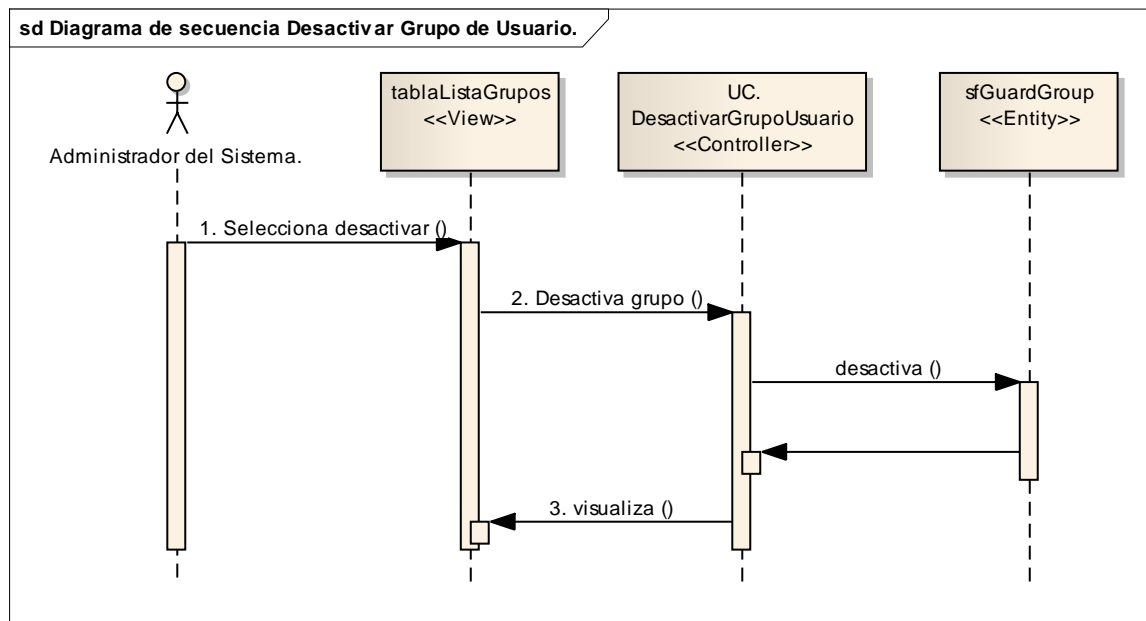 sd Diagrama de secuencia Desactivar Grupo de Usuario.
Administrador del Sistema.
tablaListaGrupos
<<View>>
UC.
DesactivarGrupoUsuario
<<Controller>>
sfGuardGroup
<<Entity>>
1. Selecciona desactivar ()
2. Desactiva grupo ()
desactiva ()
3. visualiza ()